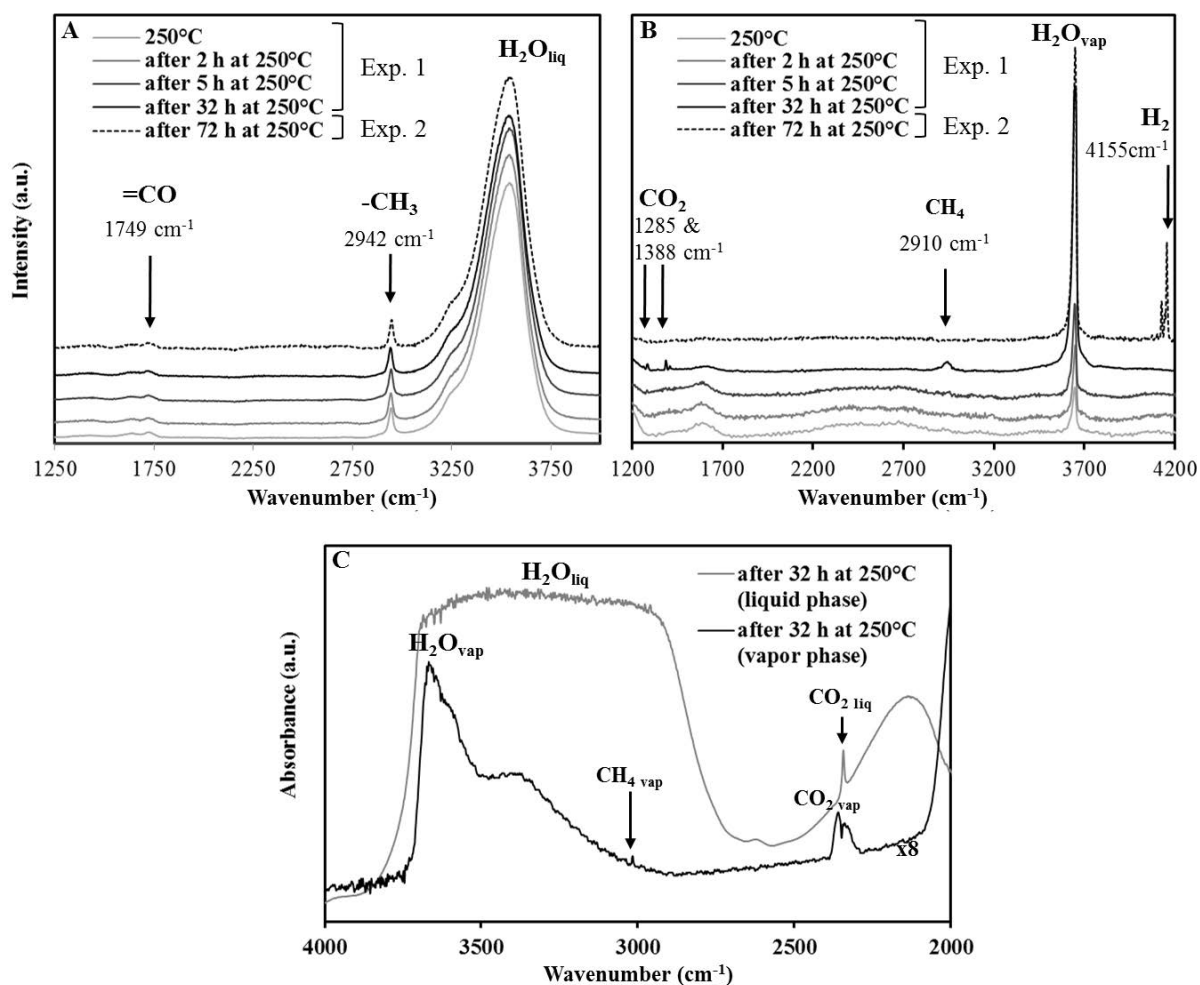 A
250°C
after 2 h at 250°C
after 5 h at 250°C
after 32 h at 250°C
after 72 h at 250°C
Exp. 1
Exp. 2
H₂Oliq
=CO
1749 cm⁻¹
-CH₃
2942 cm⁻¹
Intensity (a.u.)
1250 1750 2250 2750 3250 3750
Wavenumber (cm⁻¹)
B
250°C
after 2 h at 250°C
after 5 h at 250°C
after 32 h at 250°C
after 72 h at 250°C
Exp. 1
Exp. 2
H₂Ovap
H₂
4155cm⁻¹
CO₂
1285 &
1388 cm⁻¹
CH₄
2910 cm⁻¹
1200 1700 2200 2700 3200 3700 4200
Wavenumber (cm⁻¹)
C
H₂Oliq
after 32 h at 250°C
(liquid phase)
after 32 h at 250°C
(vapor phase)
H₂Ovap
CO₂ liq
CH₄ vap
CO₂ vap
x8
Absorbance (a.u.)
4000 3500 3000 2500 2000
Wavenumber (cm⁻¹)